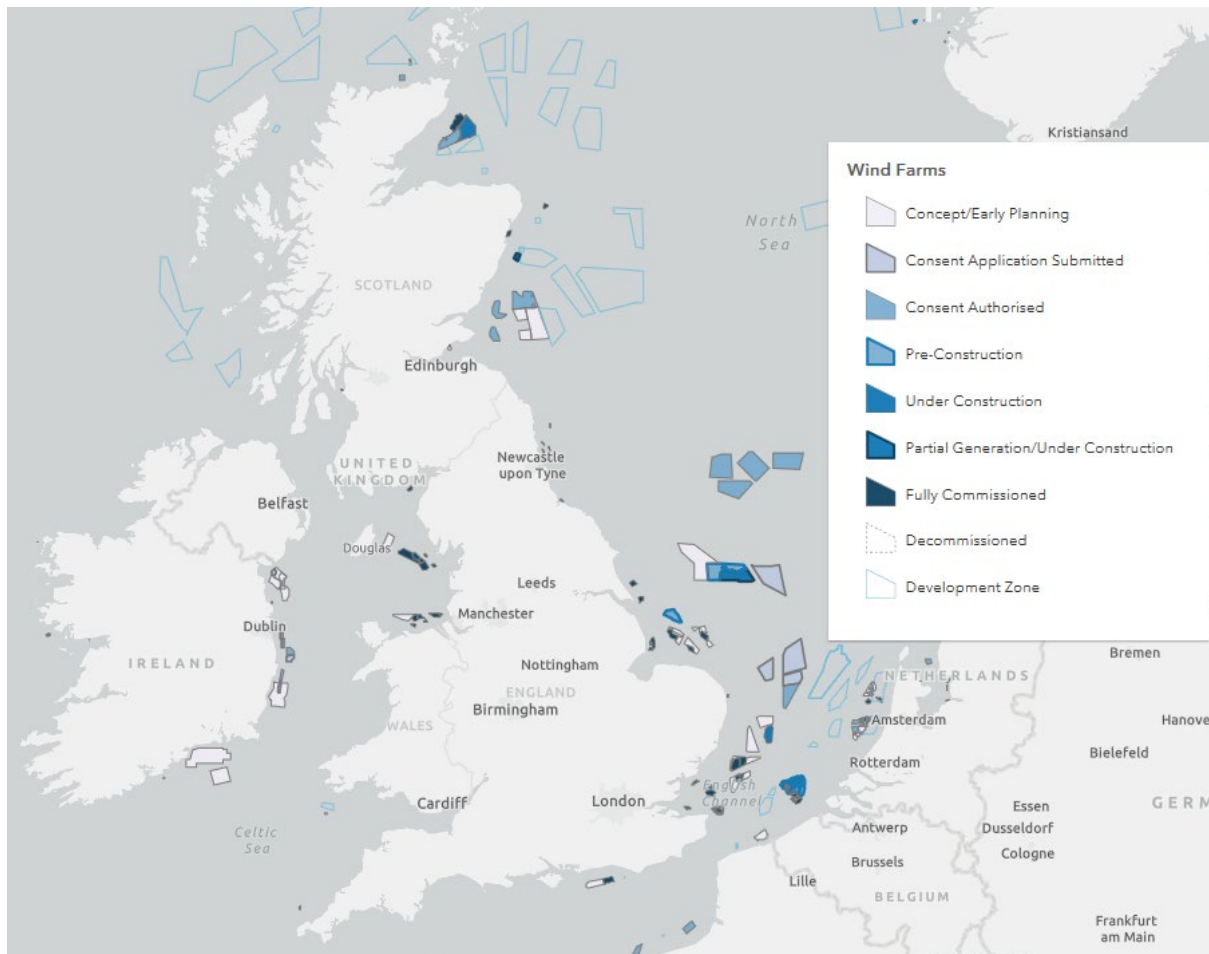 Kristiansand
Wind Farms
Concept/Early Planning
Consent Application Submitted
Consent Authorised
Pre-Construction
Under Construction
Partial Generation/Under Construction
Fully Commissioned
Decommissioned
Development Zone
North
Sea
SCOTLAND
Edinburgh
UNITED
KINGDOM
Newcastle
upon Tyne
Belfast
Douglas
Leeds
Manchester
Dublin
IRELAND
Nottingham
ENGLAND
Birmingham
WALES
Cardiff
London
Celtic
Sea
English
Channel
NETHERLANDS
Amsterdam
Rotterdam
Bremen
Hanove
Bielefeld
Essen
GERM
Dusseldorf
Cologne
Antwerp
Brussels
Lille
BELGIUM
Frankfurt
am Main